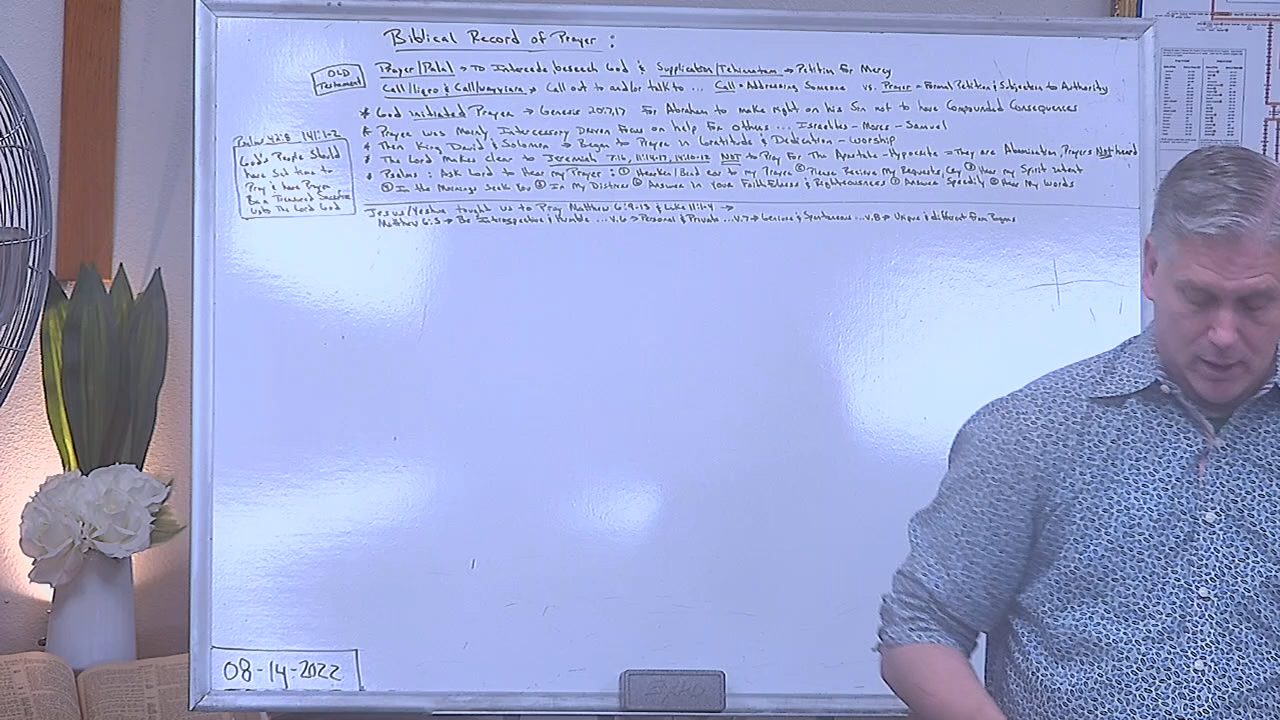 Biblical Record of Prayer :
OLD
Testament
Prayer/Palal → to Beseech God & Supplication/Tehinnah → Petition For Mercy
Call to → Call out to and/or talk to ... Call = Addressing Someone vs. Prayer = Formal Petition & Subjection to Authority
* God initiated Prayer → Genesis 20:7,17 For Abraham to make right on his Sin not to have Compounded Consequences
* Prayer was Mainly Intercessory Driven Focus on help For others ... Israelites - Moses - Samuel
* Then King David & Solomon → Began to Prayer in Gratitude & Dedication - Worship
* The Lord Makes clear to Jeremiah 7:16, 11:14-17, 14:10-12 NOT to Pray For The Apostate - Hypocrite = They are Abomination, Prayers Not heard
* Psalms : Ask Lord to hear my Prayer : ① Hearken/Bend ear to my Prayer ② Please Recieve My Requests, Cry ③ Hear my Spirit intent
④ In the Morning Seek You ⑤ In My Distress ⑥ Answer in Your Faithfulness & Righteousness ⑦ Answer Speedily ⑧ Hear My Words
Psalm 42:8 141:1-2
God's People Should
have Set time to
Pray & have Prayer
Be a Treasured Sacrifice
unto The Lord God
Jesus/Yeshua taught us to Pray Matthew 6:9-13 & Luke 11:1-4 →
Matthew 6:5 → Be Introspective & Humble ... v.6 → Personal & Private ... v.7 → Genuine & Spontaneous ... v.8 → Unique & different From Pagans
08-14-2022
EXPO